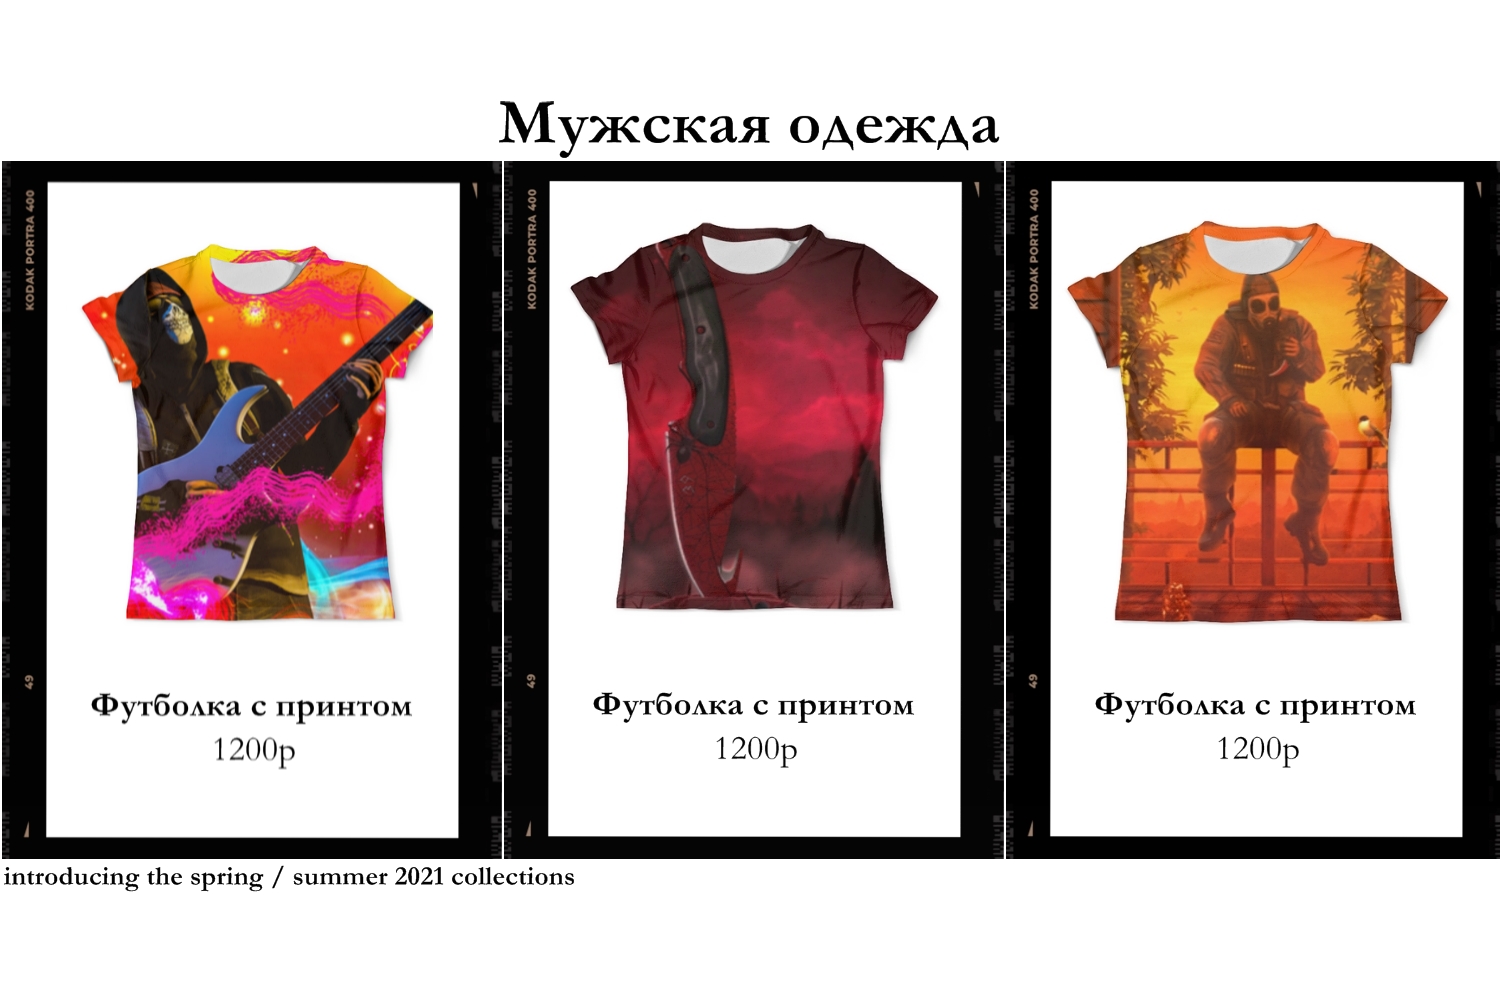 Мужская одежда
KODAK PORTRA 400
49
Футболка с принтом
1200р
KODAK PORTRA 400
49
Футболка с принтом
1200р
KODAK PORTRA 400
49
Футболка с принтом
1200р
introducing the spring / summer 2021 collections